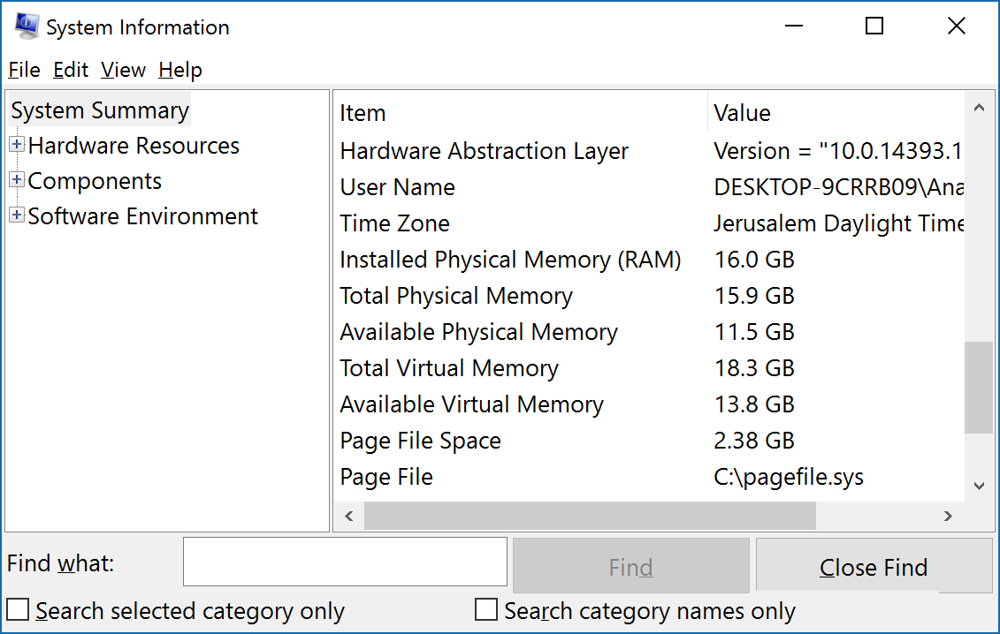 System Information
File Edit View Help
System Summary
Hardware Resources
Components
Software Environment
Item Value
Hardware Abstraction Layer Version = "10.0.14393.1
User Name DESKTOP-9CRRB09\Ana
Time Zone Jerusalem Daylight Time
Installed Physical Memory (RAM) 16.0 GB
Total Physical Memory 15.9 GB
Available Physical Memory 11.5 GB
Total Virtual Memory 18.3 GB
Available Virtual Memory 13.8 GB
Page File Space 2.38 GB
Page File C:\pagefile.sys
Find what: Find Close Find
Search selected category only Search category names only